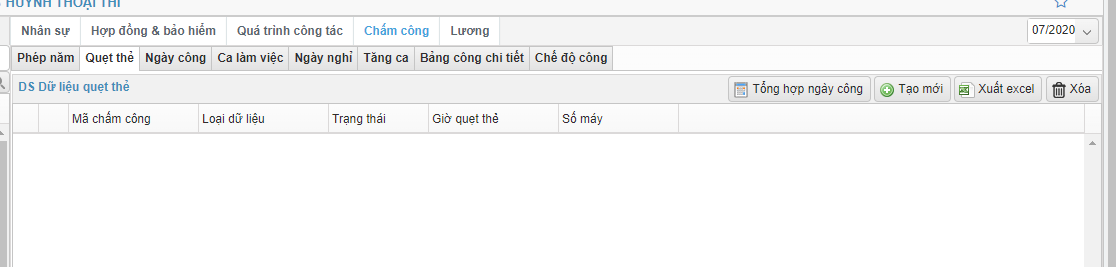 HUỲNH THOẠI THI
Nhân sự Hợp đồng & bảo hiểm Quá trình công tác Chấm công Lương 07/2020
Phép năm Quẹt thẻ Ngày công Ca làm việc Ngày nghỉ Tăng ca Bảng công chi tiết Chế độ công
DS Dữ liệu quẹt thẻ Tổng hợp ngày công Tạo mới Xuất excel Xóa
Mã chấm công Loại dữ liệu Trạng thái Giờ quẹt thẻ Số máy